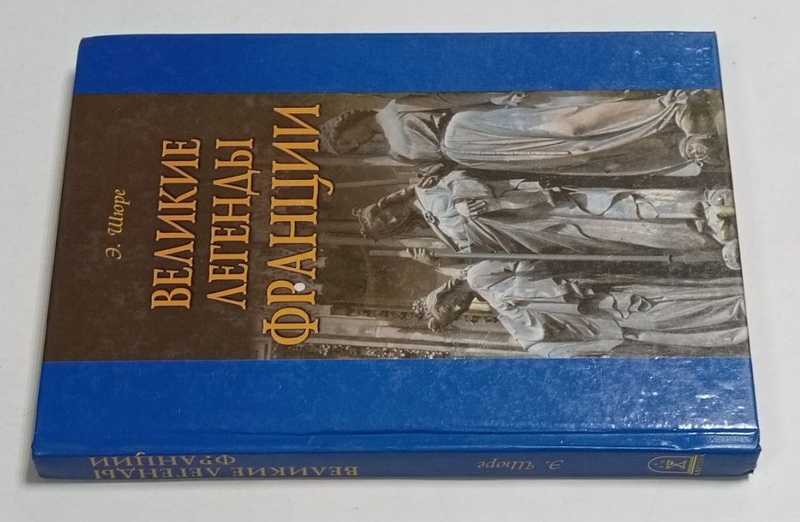 Э. Шюре
ВЕЛИКИЕ
ЛЕГЕНДЫ
ФРАНЦИИ
Э. Шюре
ВЕЛИКИЕ ЛЕГЕНДЫ
ФРАНЦИИ